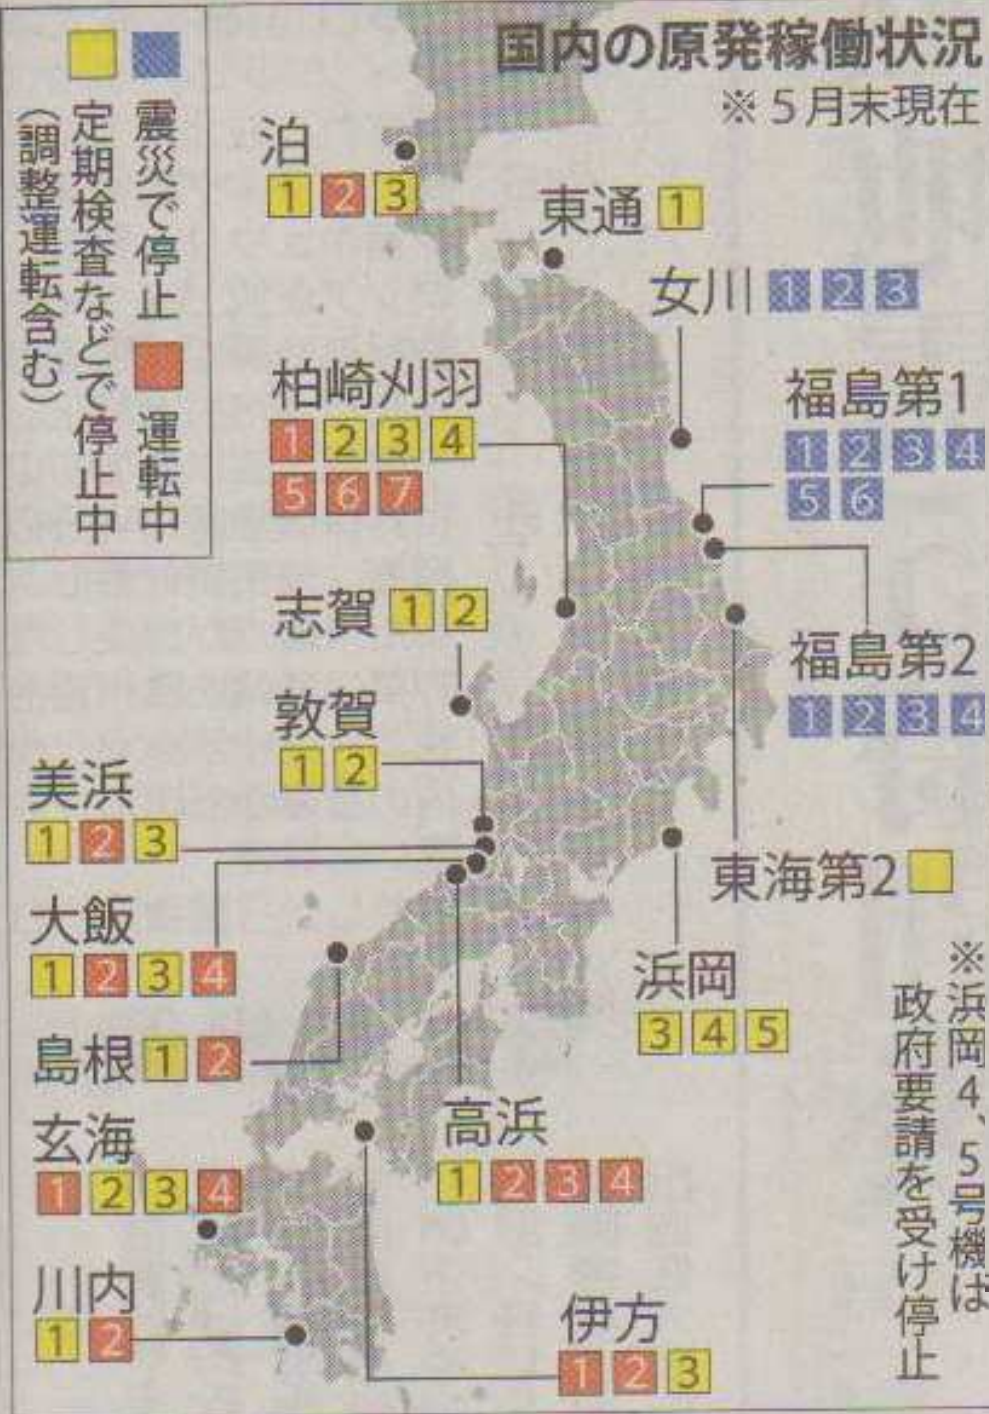 国内の原発稼働状況
※5月末現在
震災で停止 運転中
定期検査などで停止中
(調整運転含む)
泊
1 2 3
東通 1
女川 1 2 3
柏崎刈羽
1 2 3 4
5 6 7
福島第1
1 2 3 4
5 6
志賀 1 2
福島第2
1 2 3 4
敦賀
1 2
美浜
1 2 3
東海第2
大飯
1 2 3 4
浜岡
3 4 5
※浜岡4、5号機は
政府要請を受け停止
島根 1 2
高浜
1 2 3 4
玄海
1 2 3 4
川内
1 2
伊方
1 2 3